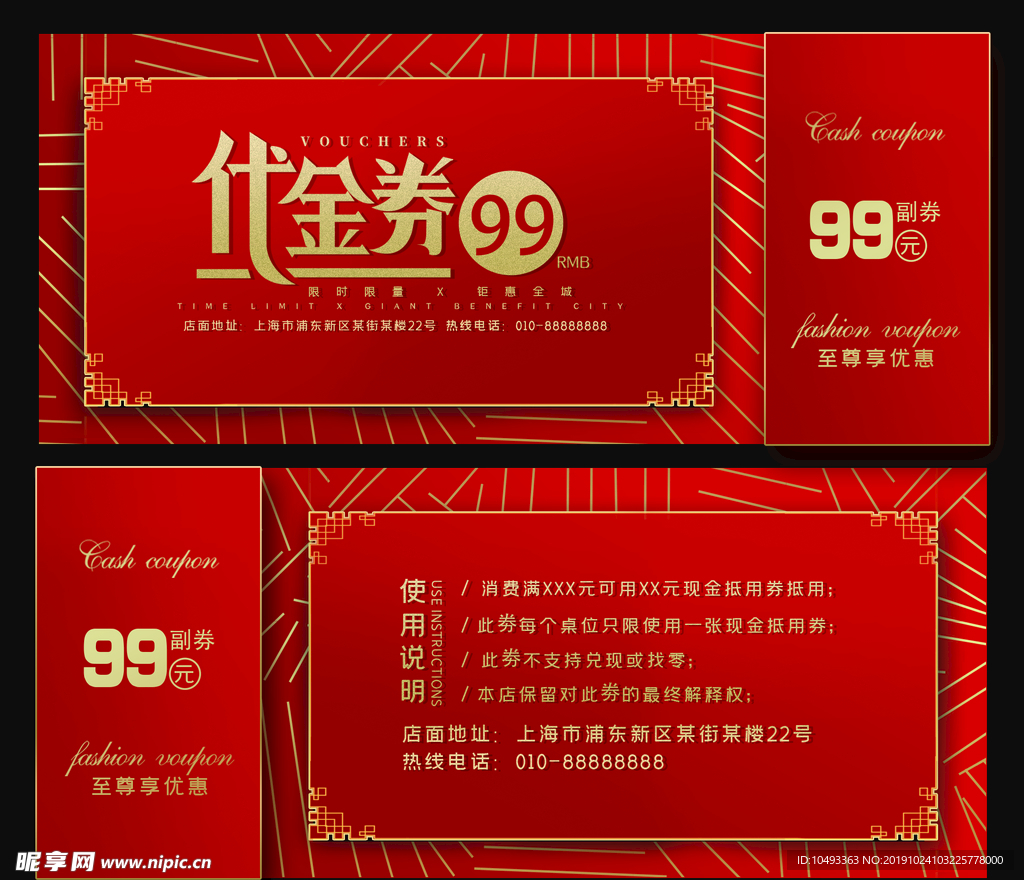 VOUCHERS
代金券 99
RMB
限时限量 X 钜惠全城
TIME LIMIT X GIANT BENEFIT CITY
店面地址: 上海市浦东新区某街某楼22号 热线电话: 010-88888888
Cash coupon
99 副券
元
fashion voupon
至尊享优惠
Cash coupon
99 副券
元
fashion voupon
至尊享优惠
使用说明
USE INSTRUCTIONS
/ 消费满XXX元可用XX元现金抵用券抵用;
/ 此劵每个桌位只限使用一张现金抵用券;
/ 此劵不支持兑现或找零;
/ 本店保留对此劵的最终解释权;
店面地址: 上海市浦东新区某街某楼22号
热线电话: 010-88888888
昵享网 www.nipic.cn
ID:10493363 NO:20191024103225778000